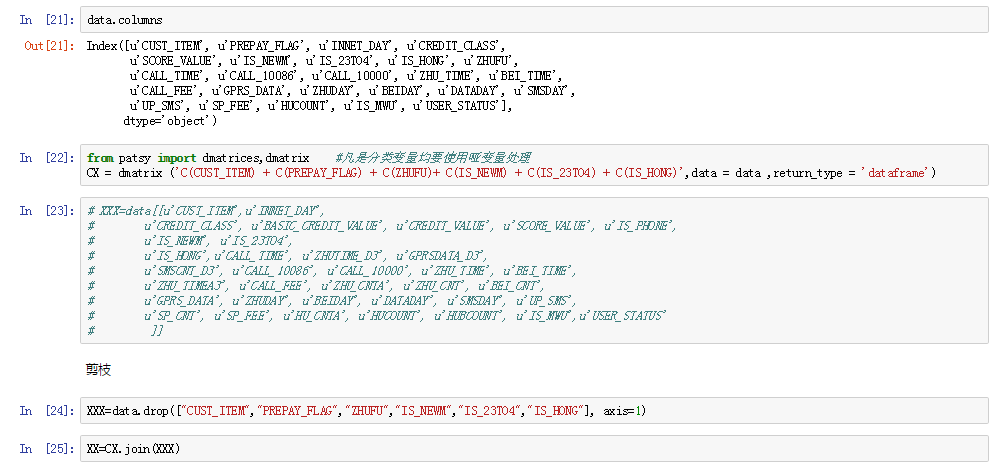 In [21]: data.columns
Out[21]: Index([u'CUST_ITEM', u'PREPAY_FLAG', u'INNET_DAY', u'CREDIT_CLASS',
u'SCORE_VALUE', u'IS_NEWM', u'IS_23TO4', u'IS_HONG', u'ZHUFU',
u'CALL_TIME', u'CALL_10086', u'CALL_10000', u'ZHU_TIME', u'BEI_TIME',
u'CALL_FEE', u'GPRS_DATA', u'ZHUDAY', u'BEIDAY', u'DATADAY', u'SMSDAY',
u'UP_SMS', u'SP_FEE', u'HUCOUNT', u'IS_MWU', u'USER_STATUS'],
dtype='object')
In [22]: from patsy import dmatrices,dmatrix #凡是分类变量均要使用哑变量处理
CX = dmatrix ('C(CUST_ITEM) + C(PREPAY_FLAG) + C(ZHUFU)+ C(IS_NEWM) + C(IS_23TO4) + C(IS_HONG)',data = data ,return_type = 'dataframe')
In [23]: # XXX=data[[u'CUST_ITEM',u'INNET_DAY',
# u'CREDIT_CLASS', u'BASIC_CREDIT_VALUE', u'CREDIT_VALUE', u'SCORE_VALUE', u'IS_PHONE',
# u'IS_NEWM', u'IS_23TO4',
# u'IS_HONG',u'CALL_TIME', u'ZHUTIME_D3', u'GPRSDATA_D3',
# u'SMSCNT_D3', u'CALL_10086', u'CALL_10000', u'ZHU_TIME', u'BEI_TIME',
# u'ZHU_TIMEA3', u'CALL_FEE', u'ZHU_CNTA', u'ZHU_CNT', u'BEI_CNT',
# u'GPRS_DATA', u'ZHUDAY', u'BEIDAY', u'DATADAY', u'SMSDAY', u'UP_SMS',
# u'SP_CNT', u'SP_FEE', u'HU_CNTA', u'HUCOUNT', u'HUBCOUNT', u'IS_MWU',u'USER_STATUS'
# ]]
剪枝
In [24]: XXX=data.drop(["CUST_ITEM","PREPAY_FLAG","ZHUFU","IS_NEWM","IS_23TO4","IS_HONG"], axis=1)
In [25]: XX=CX.join(XXX)